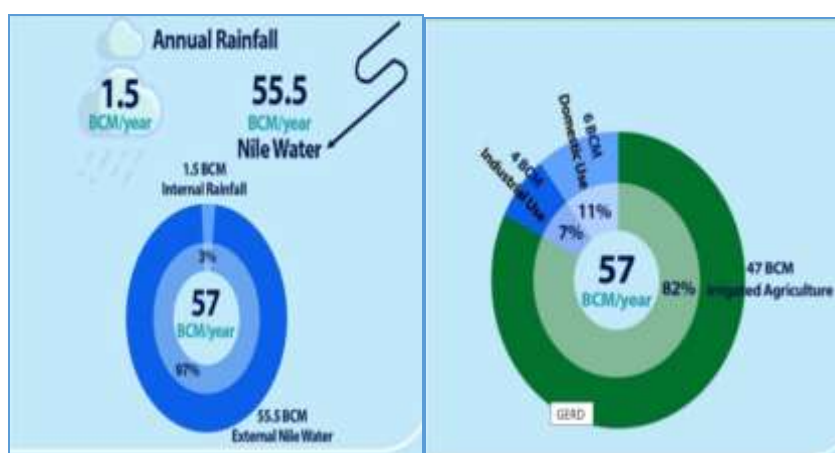 Annual Rainfall
1.5
BCM/year
55.5
BCM/year
Nile Water
1.5 BCM
Internal Rainfall
3%
57
BCM/year
97%
55.5 BCM
External Nile Water
6 BCM
Domestic Use
4 BCM
Industrial Use
11%
7%
57
BCM/year
82%
47 BCM
Irrigated Agriculture
GERD